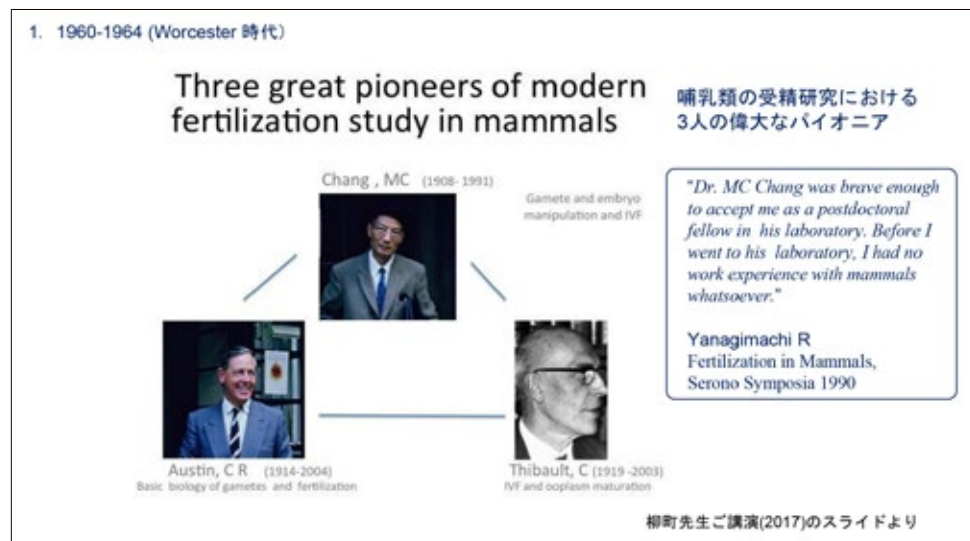 1. 1960-1964 (Worcester 時代）
Three great pioneers of modern
fertilization study in mammals
哺乳類の受精研究における
3人の偉大なパイオニア
Chang , MC (1908- 1991)
Gamete and embryo
manipulation and IVF
"Dr. MC Chang was brave enough
to accept me as a postdoctoral
fellow in his laboratory. Before I
went to his laboratory, I had no
work experience with mammals
whatsoever."
Yanagimachi R
Fertilization in Mammals,
Serono Symposia 1990
Austin, C R (1914-2004)
Basic biology of gametes and fertilization
Thibault, C (1919 -2003)
IVF and ooplasm maturation
柳町先生ご講演(2017)のスライドより